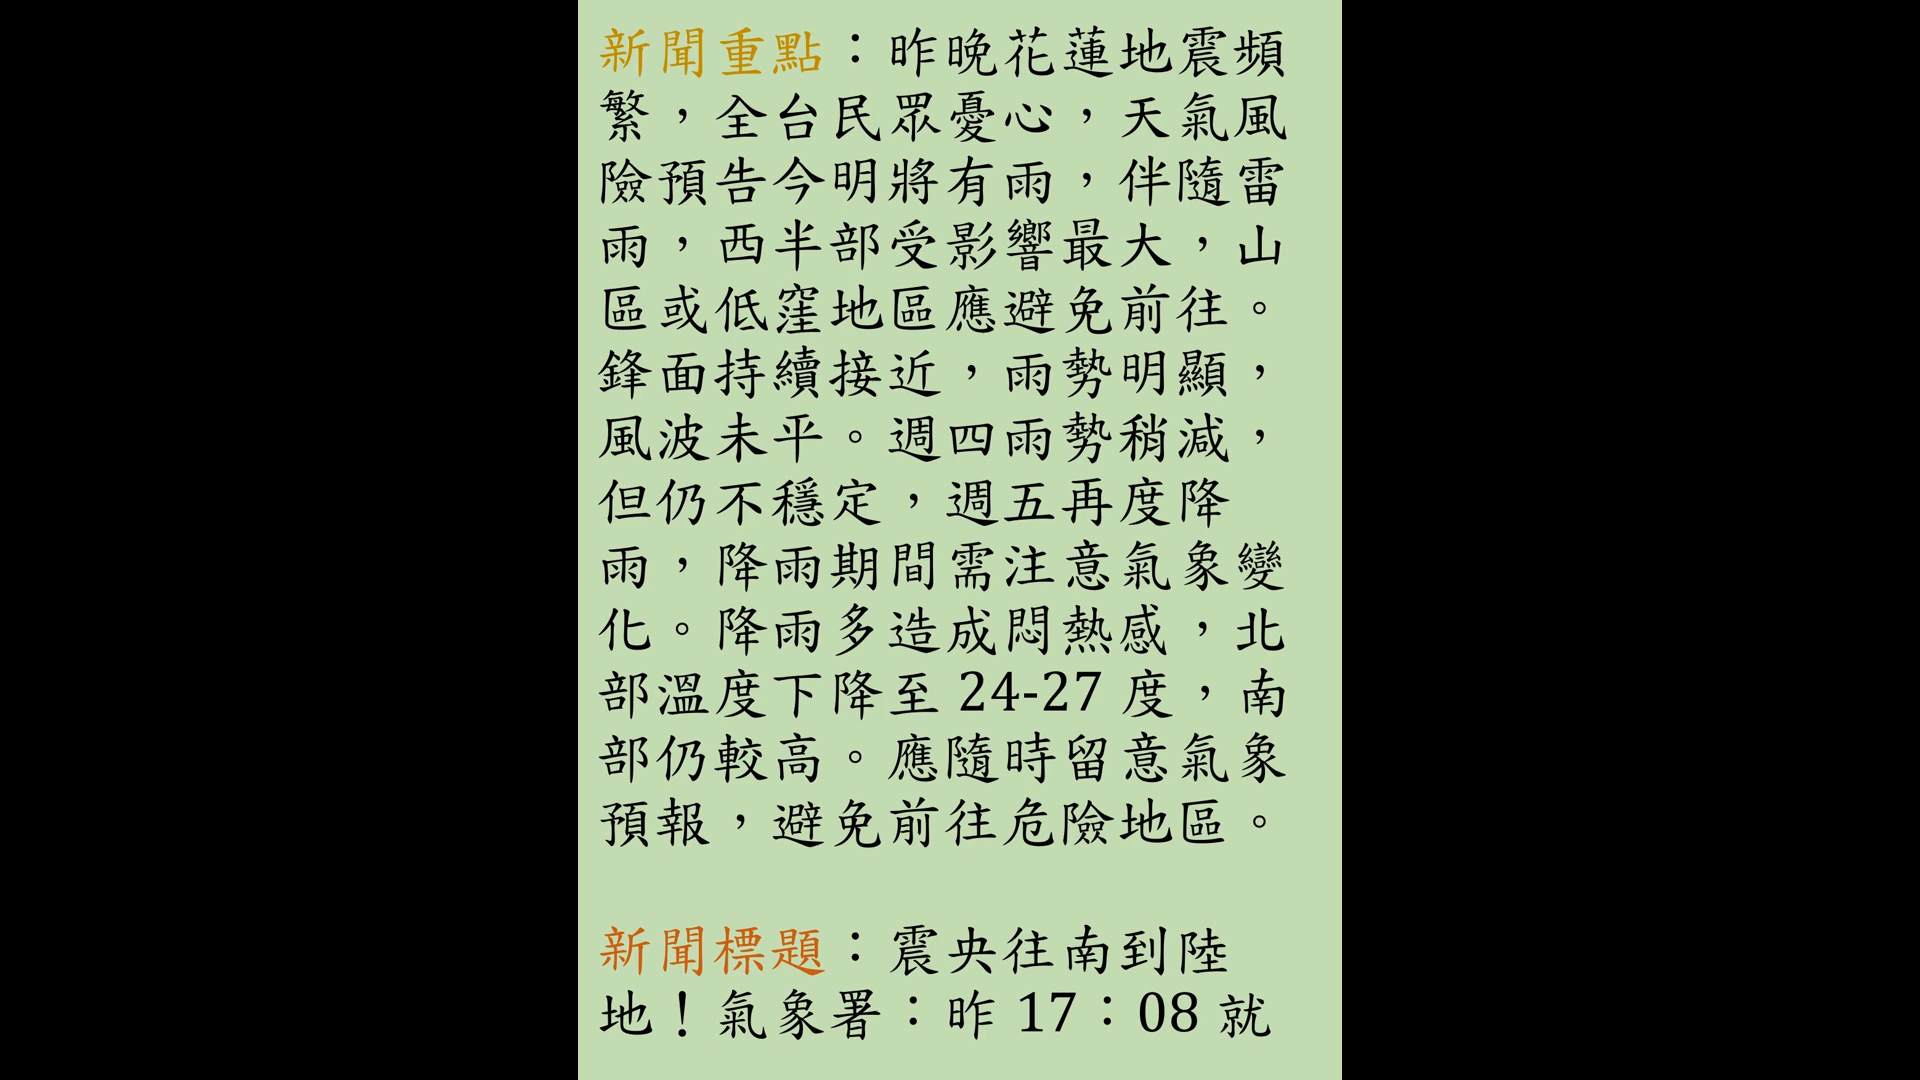 新聞重點：昨晚花蓮地震頻
繁，全台民眾憂心，天氣風
險預告今明將有雨，伴隨雷
雨，西半部受影響最大，山
區或低窪地區應避免前往。
鋒面持續接近，雨勢明顯，
風波未平。週四雨勢稍減，
但仍不穩定，週五再度降
雨，降雨期間需注意氣象變
化。降雨多造成悶熱感，北
部溫度下降至 24-27 度，南
部仍較高。應隨時留意氣象
預報，避免前往危險地區。
新聞標題：震央往南到陸
地！氣象署：昨 17：08 就